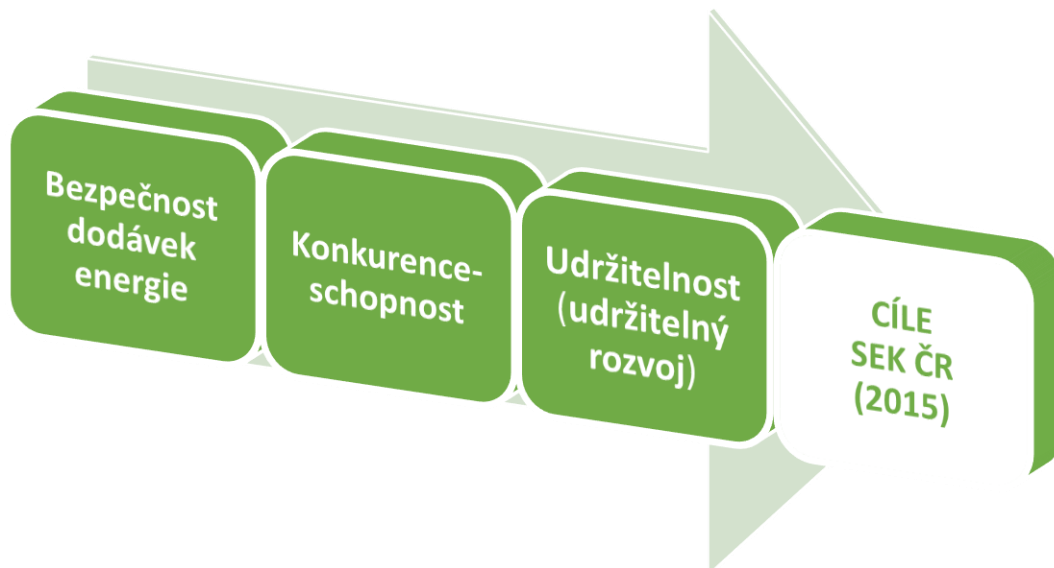 Bezpečnost
dodávek
energie
Konkurence-
schopnost
Udržitelnost
(udržitelný
rozvoj)
CÍLE
SEK ČR
(2015)